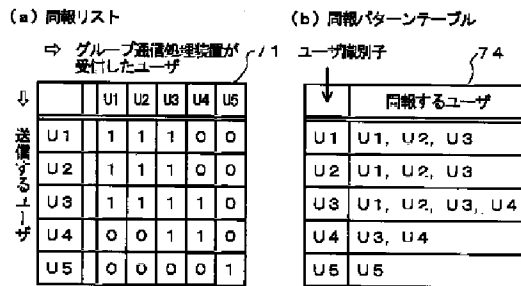 (a) 同報リスト
⇨ グループ通信処理装置が
受信したユーザ
71
⇩ 送信するユーザ
U1 U2 U3 U4 U5
U1 1 1 1 0 0
U2 1 1 1 0 0
U3 1 1 1 1 0
U4 0 0 1 1 0
U5 0 0 0 0 1
(b) 同報パターンテーブル
ユーザ識別子
74
同報するユーザ
U1 U1, U2, U3
U2 U1, U2, U3
U3 U1, U2, U3, U4
U4 U3, U4
U5 U5